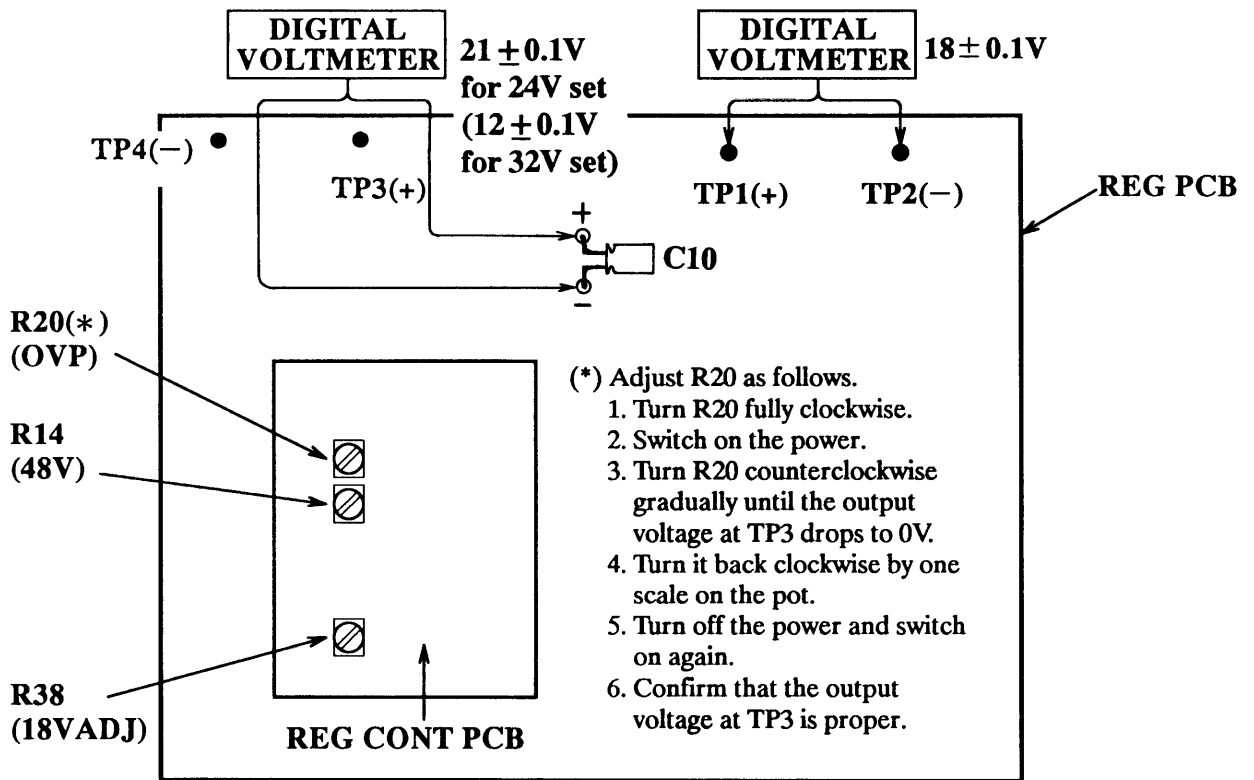 DIGITAL
VOLTMETER
21 ± 0.1V
for 24V set
(12 ± 0.1V
for 32V set)
DIGITAL
VOLTMETER
18 ± 0.1V
TP4(−)
TP3(+)
TP1(+)
TP2(−)
REG PCB
+
C10
−
R20(*)
(OVP)
R14
(48V)
R38
(18VADJ)
REG CONT PCB
(*) Adjust R20 as follows.
1. Turn R20 fully clockwise.
2. Switch on the power.
3. Turn R20 counterclockwise
gradually until the output
voltage at TP3 drops to 0V.
4. Turn it back clockwise by one
scale on the pot.
5. Turn off the power and switch
on again.
6. Confirm that the output
voltage at TP3 is proper.